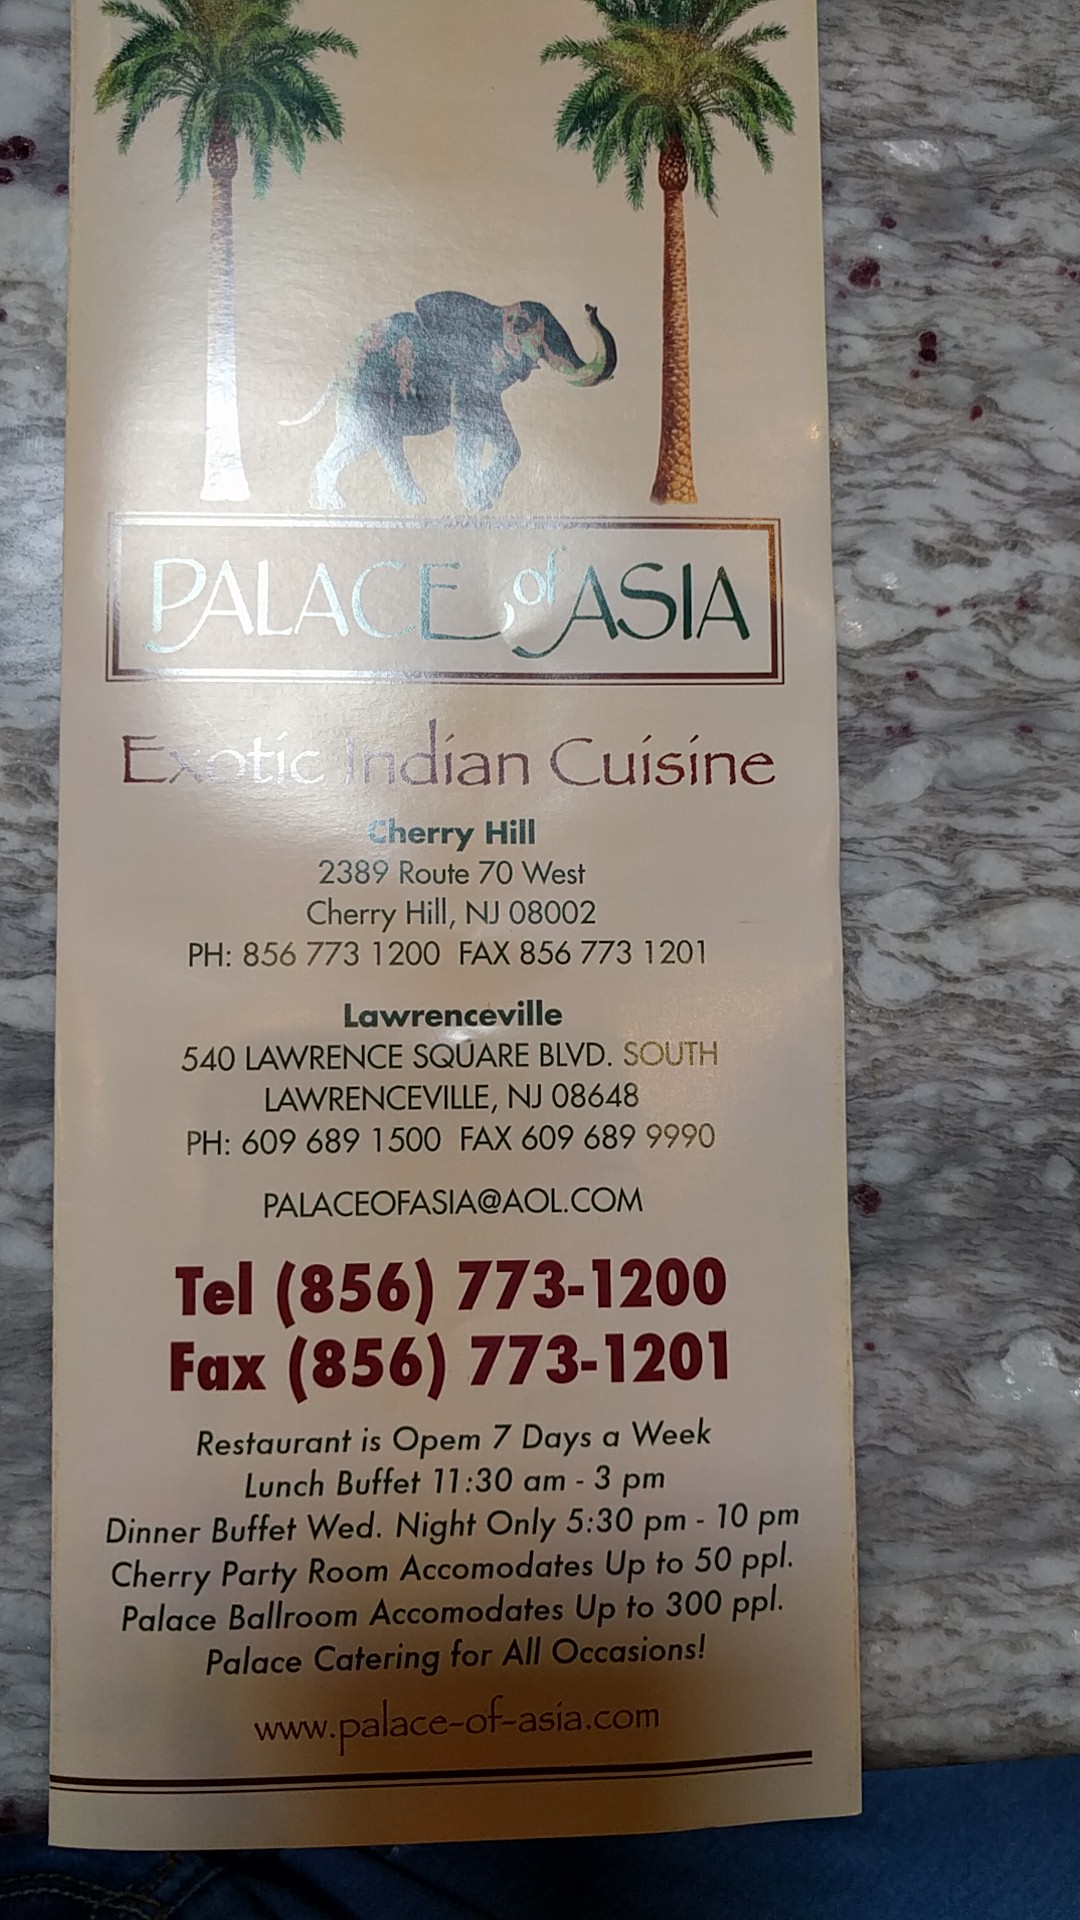 PALACE of ASIA
Exotic Indian Cuisine
Cherry Hill
2389 Route 70 West
Cherry Hill, NJ 08002
PH: 856 773 1200 FAX 856 773 1201
Lawrenceville
540 LAWRENCE SQUARE BLVD. SOUTH
LAWRENCEVILLE, NJ 08648
PH: 609 689 1500 FAX 609 689 9990
PALACEOFASIA@AOL.COM
Tel (856) 773-1200
Fax (856) 773-1201
Restaurant is Opem 7 Days a Week
Lunch Buffet 11:30 am - 3 pm
Dinner Buffet Wed. Night Only 5:30 pm - 10 pm
Cherry Party Room Accomodates Up to 50 ppl.
Palace Ballroom Accomodates Up to 300 ppl.
Palace Catering for All Occasions!
www.palace-of-asia.com